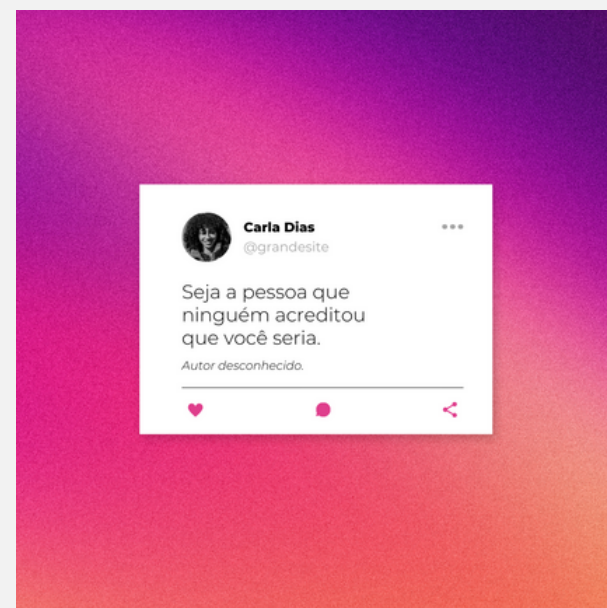 Carla Dias
@grandesite
Seja a pessoa que
ninguém acreditou
que você seria.
Autor desconhecido.